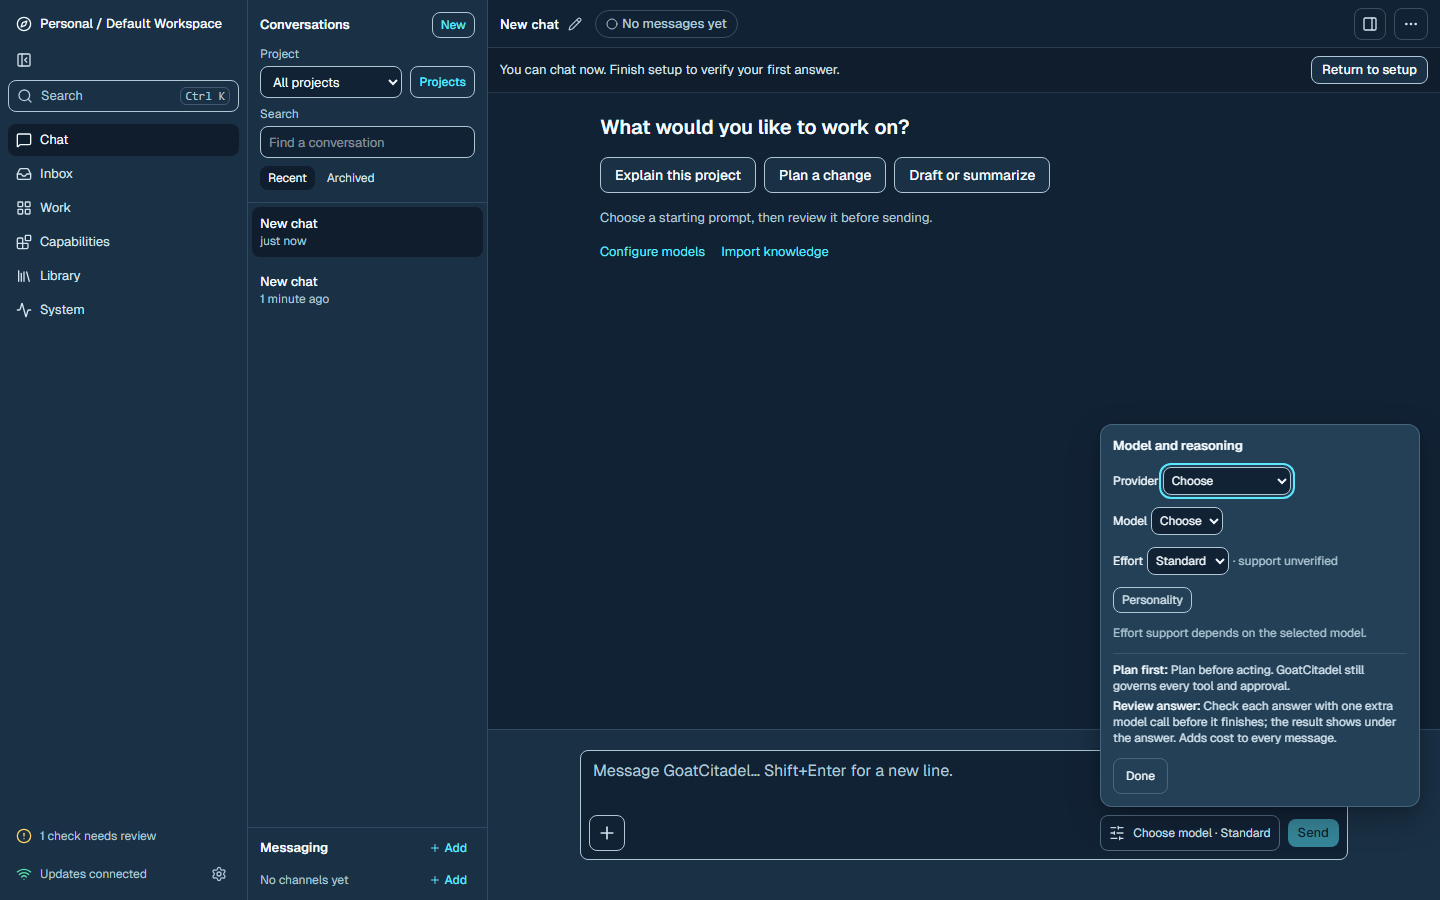 Personal / Default Workspace
Search
Ctrl K
Chat
Inbox
Work
Capabilities
Library
System
1 check needs review
Updates connected
Conversations
New
Project
All projects
Projects
Search
Find a conversation
Recent
Archived
New chat
just now
New chat
1 minute ago
Messaging
+ Add
No channels yet
+ Add
New chat
No messages yet
You can chat now. Finish setup to verify your first answer.
Return to setup
What would you like to work on?
Explain this project
Plan a change
Draft or summarize
Choose a starting prompt, then review it before sending.
Configure models
Import knowledge
Model and reasoning
Provider
Choose
Model
Choose
Effort
Standard
· support unverified
Personality
Effort support depends on the selected model.
Plan first: Plan before acting. GoatCitadel still
governs every tool and approval.
Review answer: Check each answer with one extra
model call before it finishes; the result shows under
the answer. Adds cost to every message.
Done
Message GoatCitadel... Shift+Enter for a new line.
Choose model · Standard
Send